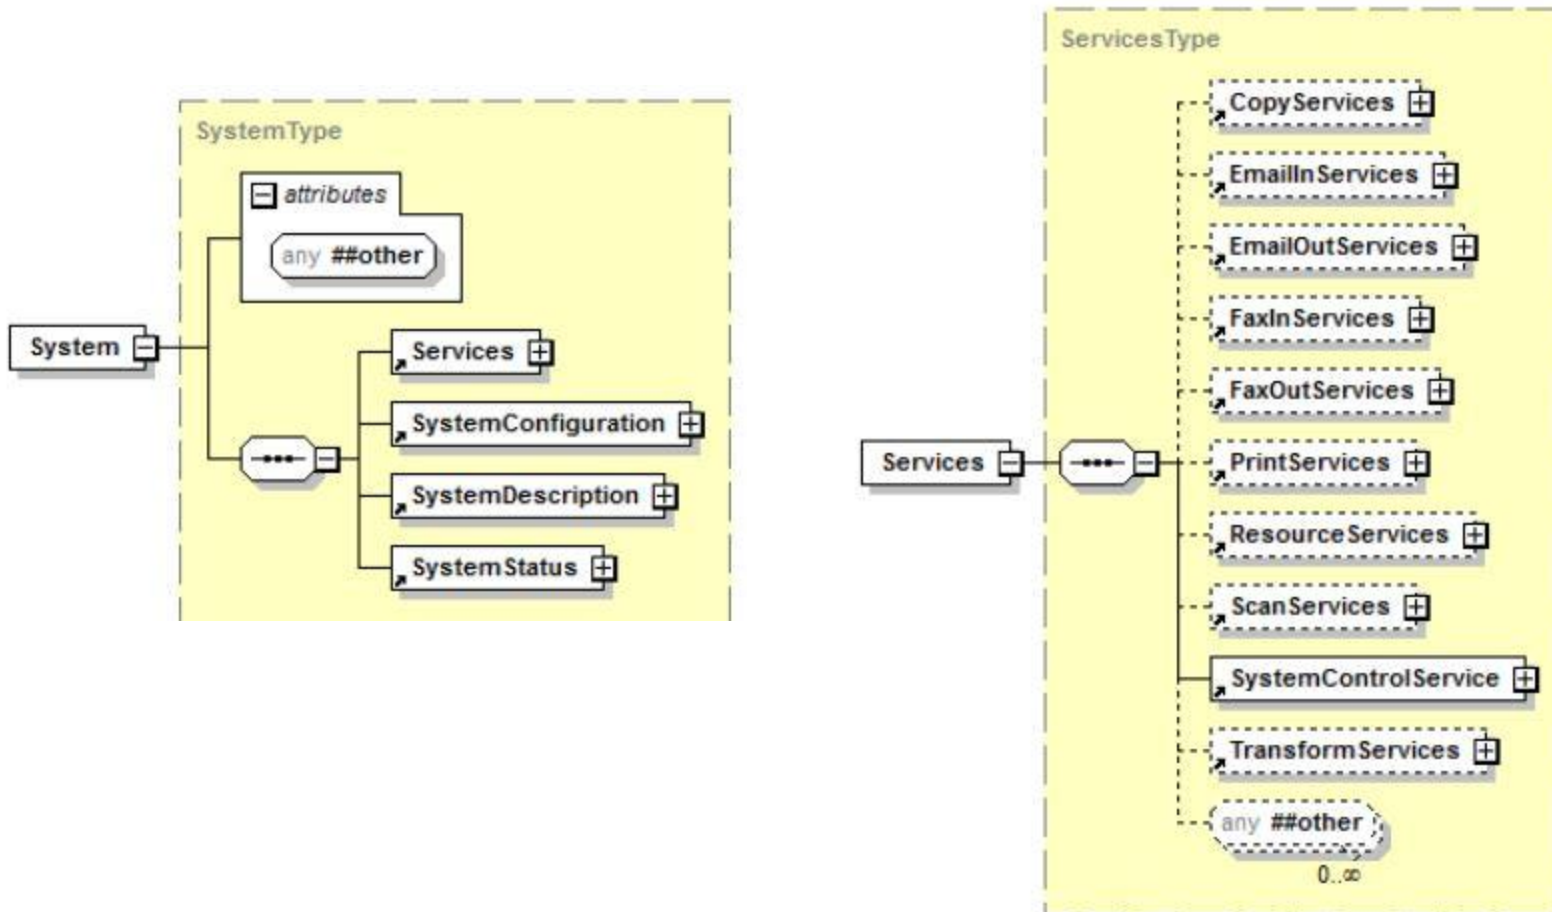 SystemType
attributes
any ##other
System
Services
SystemConfiguration
SystemDescription
SystemStatus
ServicesType
CopyServices
EmailInServices
EmailOutServices
FaxInServices
FaxOutServices
Services
PrintServices
ResourceServices
ScanServices
SystemControlService
TransformServices
any ##other
0..∞